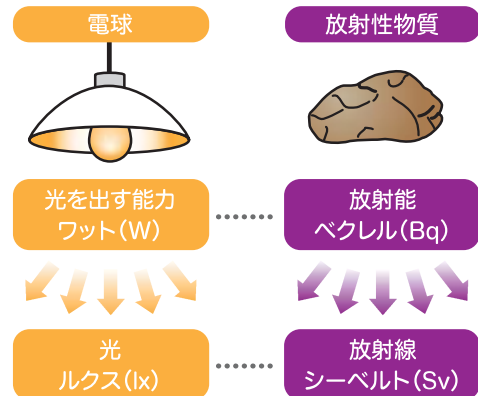 電球
放射性物質
光を出す能力
ワット(W)
放射能
ベクレル(Bq)
光
ルクス(lx)
放射線
シーベルト(Sv)